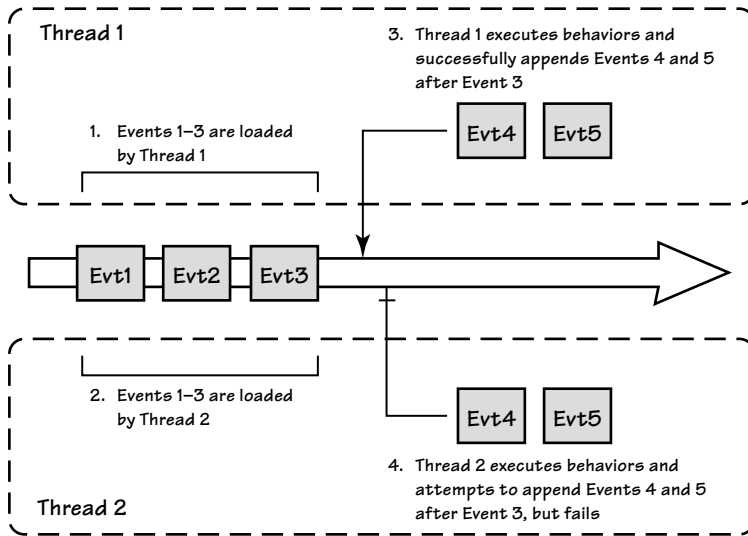 Thread 1
3. Thread 1 executes behaviors and
successfully appends Events 4 and 5
after Event 3
Evt4 Evt5
1. Events 1–3 are loaded
by Thread 1
Evt1 Evt2 Evt3
2. Events 1–3 are loaded
by Thread 2
Evt4 Evt5
4. Thread 2 executes behaviors and
attempts to append Events 4 and 5
after Event 3, but fails
Thread 2